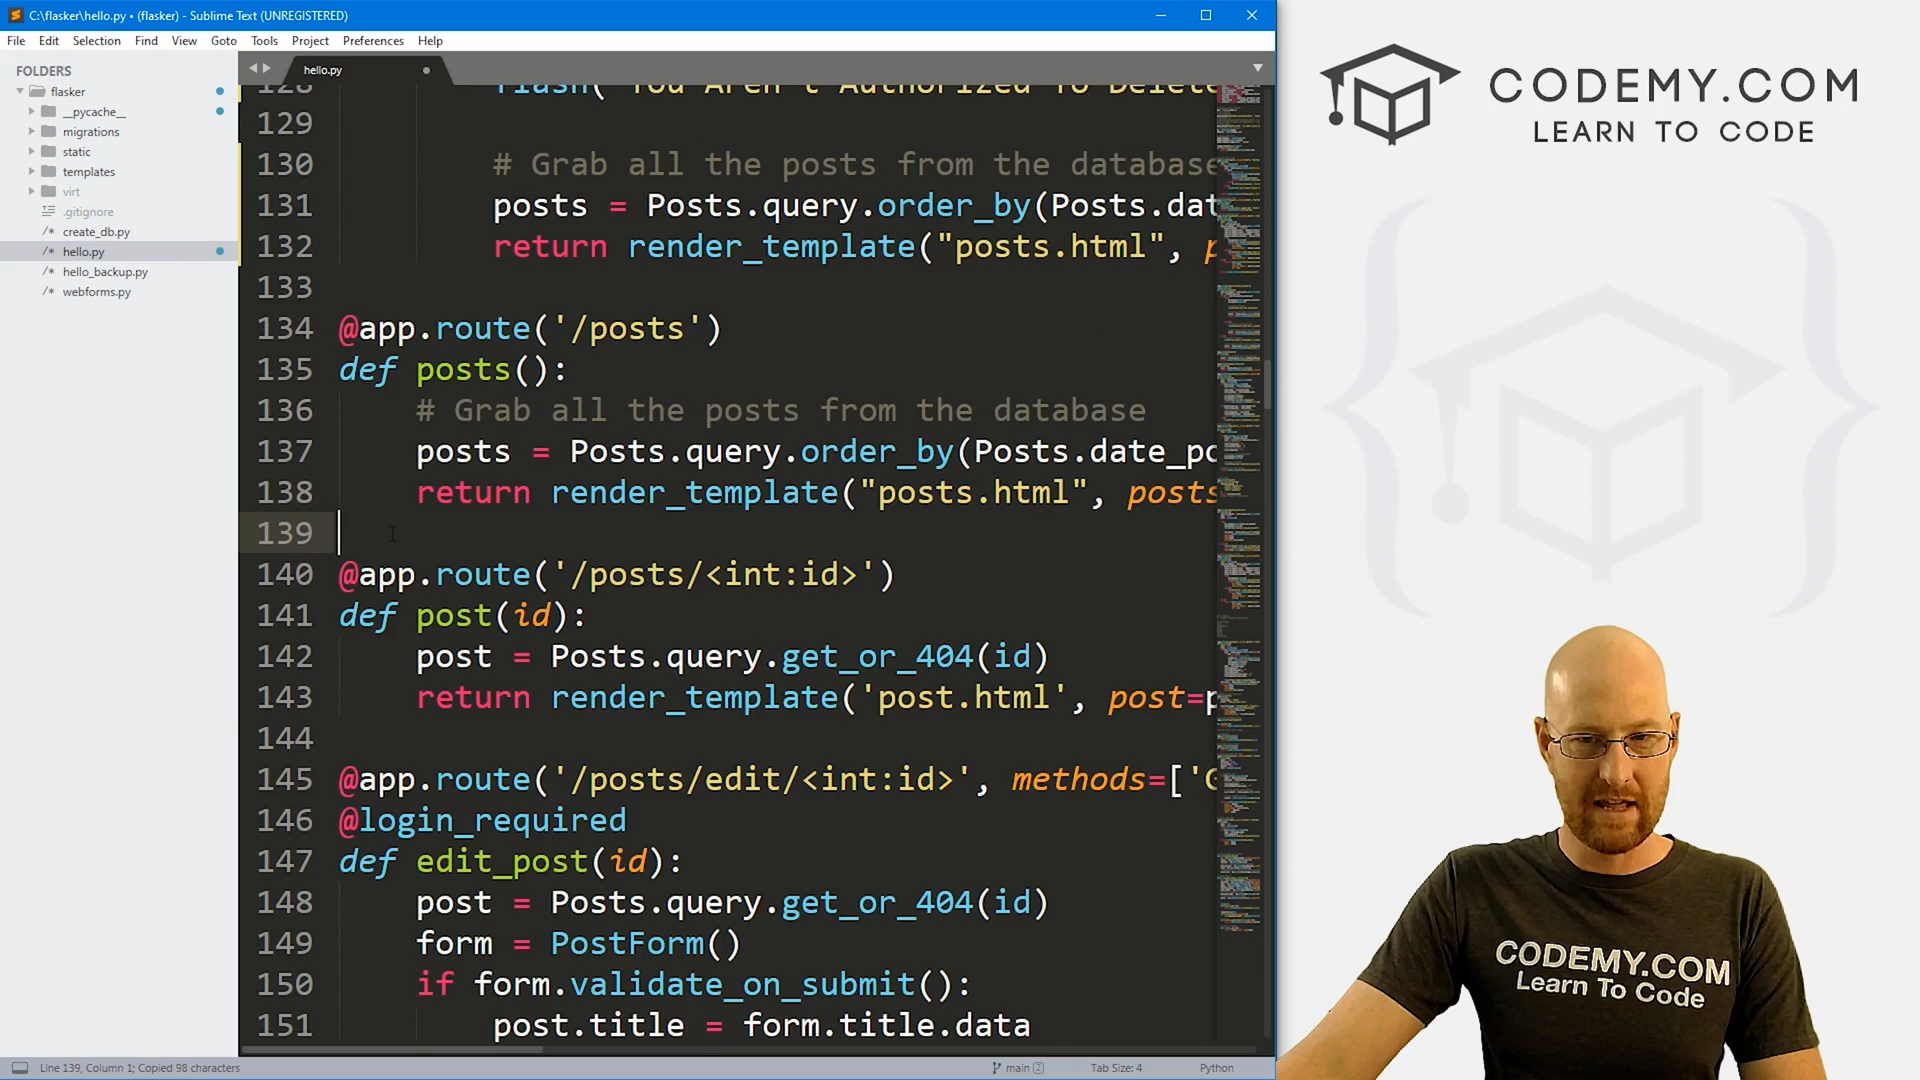 C:\flasker\hello.py • (flasker) - Sublime Text (UNREGISTERED)
File Edit Selection Find View Goto Tools Project Preferences Help
FOLDERS
flasker
__pycache__
migrations
static
templates
virt
.gitignore
create_db.py
hello.py
hello_backup.py
webforms.py
hello.py
128 flash("You Aren't Authorized To Delete
129
130 # Grab all the posts from the database
131 posts = Posts.query.order_by(Posts.dat
132 return render_template("posts.html", p
133
134 @app.route('/posts')
135 def posts():
136 # Grab all the posts from the database
137 posts = Posts.query.order_by(Posts.date_po
138 return render_template("posts.html", posts
139
140 @app.route('/posts/<int:id>')
141 def post(id):
142 post = Posts.query.get_or_404(id)
143 return render_template('post.html', post=p
144
145 @app.route('/posts/edit/<int:id>', methods=['G
146 @login_required
147 def edit_post(id):
148 post = Posts.query.get_or_404(id)
149 form = PostForm()
150 if form.validate_on_submit():
151 post.title = form.title.data
Line 139, Column 1; Copied 98 characters
main 2
Tab Size: 4
Python
CODEMY.COM
LEARN TO CODE
CODEMY.COM
Learn To Code